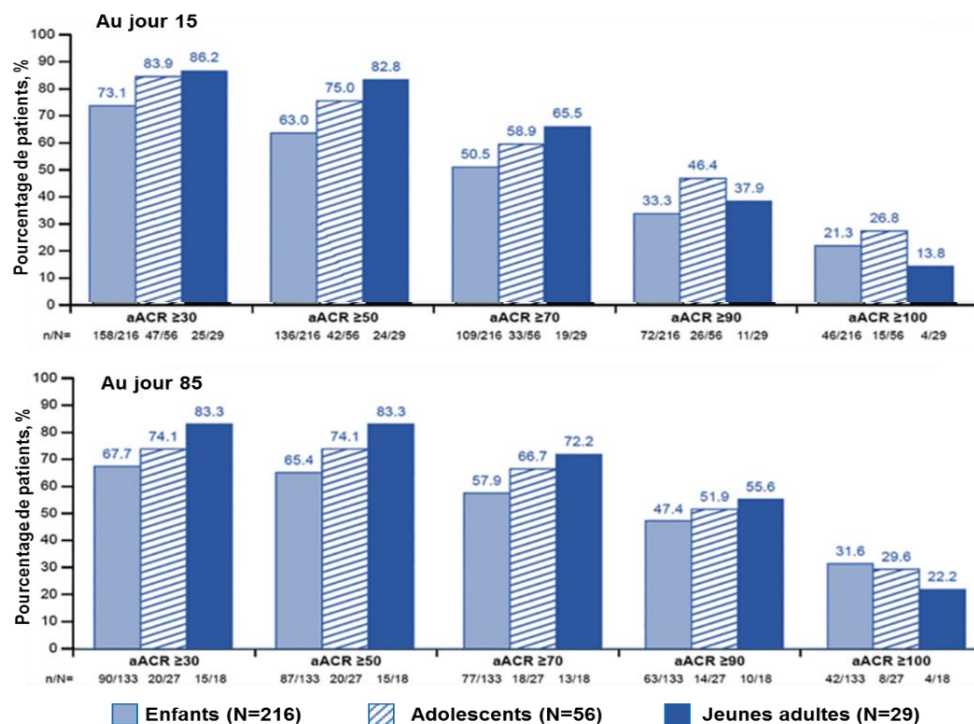 Au jour 15
Pourcentage de patients, %
100
90
80
70
60
50
40
30
20
10
0
73.1 83.9 86.2
63.0 75.0 82.8
50.5 58.9 65.5
33.3 46.4 37.9
21.3 26.8 13.8
aACR ≥30 aACR ≥50 aACR ≥70 aACR ≥90 aACR ≥100
n/N= 158/216 47/56 25/29 136/216 42/56 24/29 109/216 33/56 19/29 72/216 26/56 11/29 46/216 15/56 4/29
Au jour 85
Pourcentage de patients, %
100
90
80
70
60
50
40
30
20
10
0
67.7 74.1 83.3
65.4 74.1 83.3
57.9 66.7 72.2
47.4 51.9 55.6
31.6 29.6 22.2
aACR ≥30 aACR ≥50 aACR ≥70 aACR ≥90 aACR ≥100
n/N= 90/133 20/27 15/18 87/133 20/27 15/18 77/133 18/27 13/18 63/133 14/27 10/18 42/133 8/27 4/18
Enfants (N=216) Adolescents (N=56) Jeunes adultes (N=29)